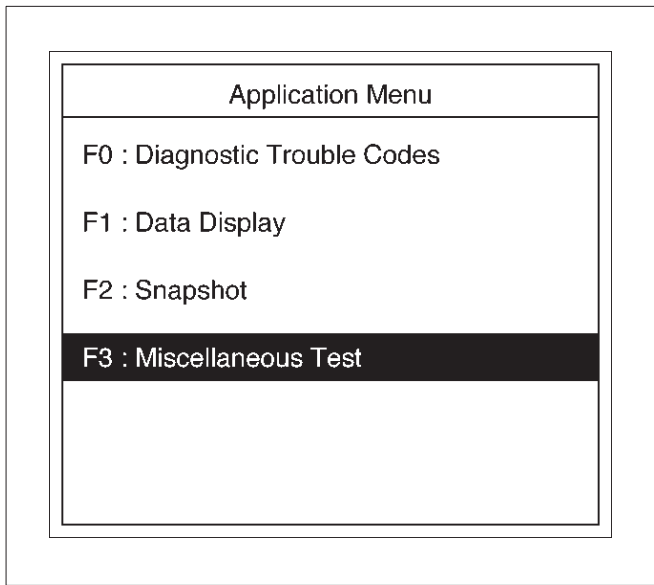 Application Menu
F0 : Diagnostic Trouble Codes
F1 : Data Display
F2 : Snapshot
F3 : Miscellaneous Test